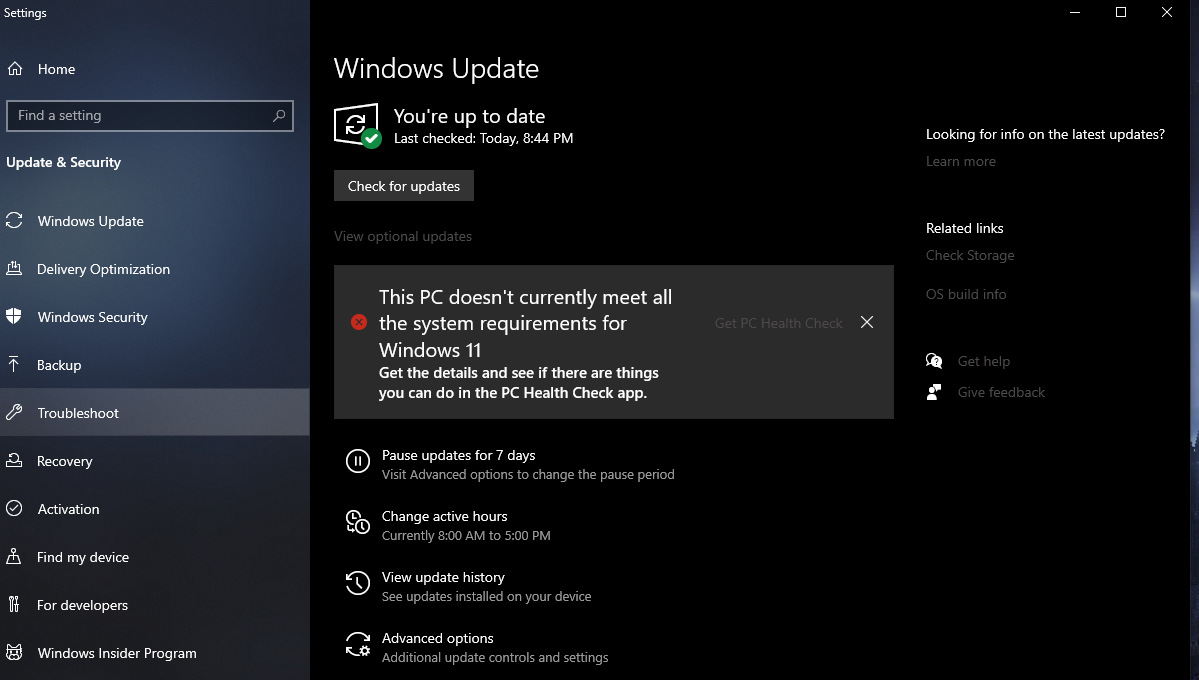 Settings
Home
Find a setting
Update & Security
Windows Update
Delivery Optimization
Windows Security
Backup
Troubleshoot
Recovery
Activation
Find my device
For developers
Windows Insider Program
Windows Update
You're up to date
Last checked: Today, 8:44 PM
Check for updates
View optional updates
This PC doesn't currently meet all
the system requirements for
Windows 11
Get the details and see if there are things
you can do in the PC Health Check app.
Get PC Health Check
Pause updates for 7 days
Visit Advanced options to change the pause period
Change active hours
Currently 8:00 AM to 5:00 PM
View update history
See updates installed on your device
Advanced options
Additional update controls and settings
Looking for info on the latest updates?
Learn more
Related links
Check Storage
OS build info
Get help
Give feedback